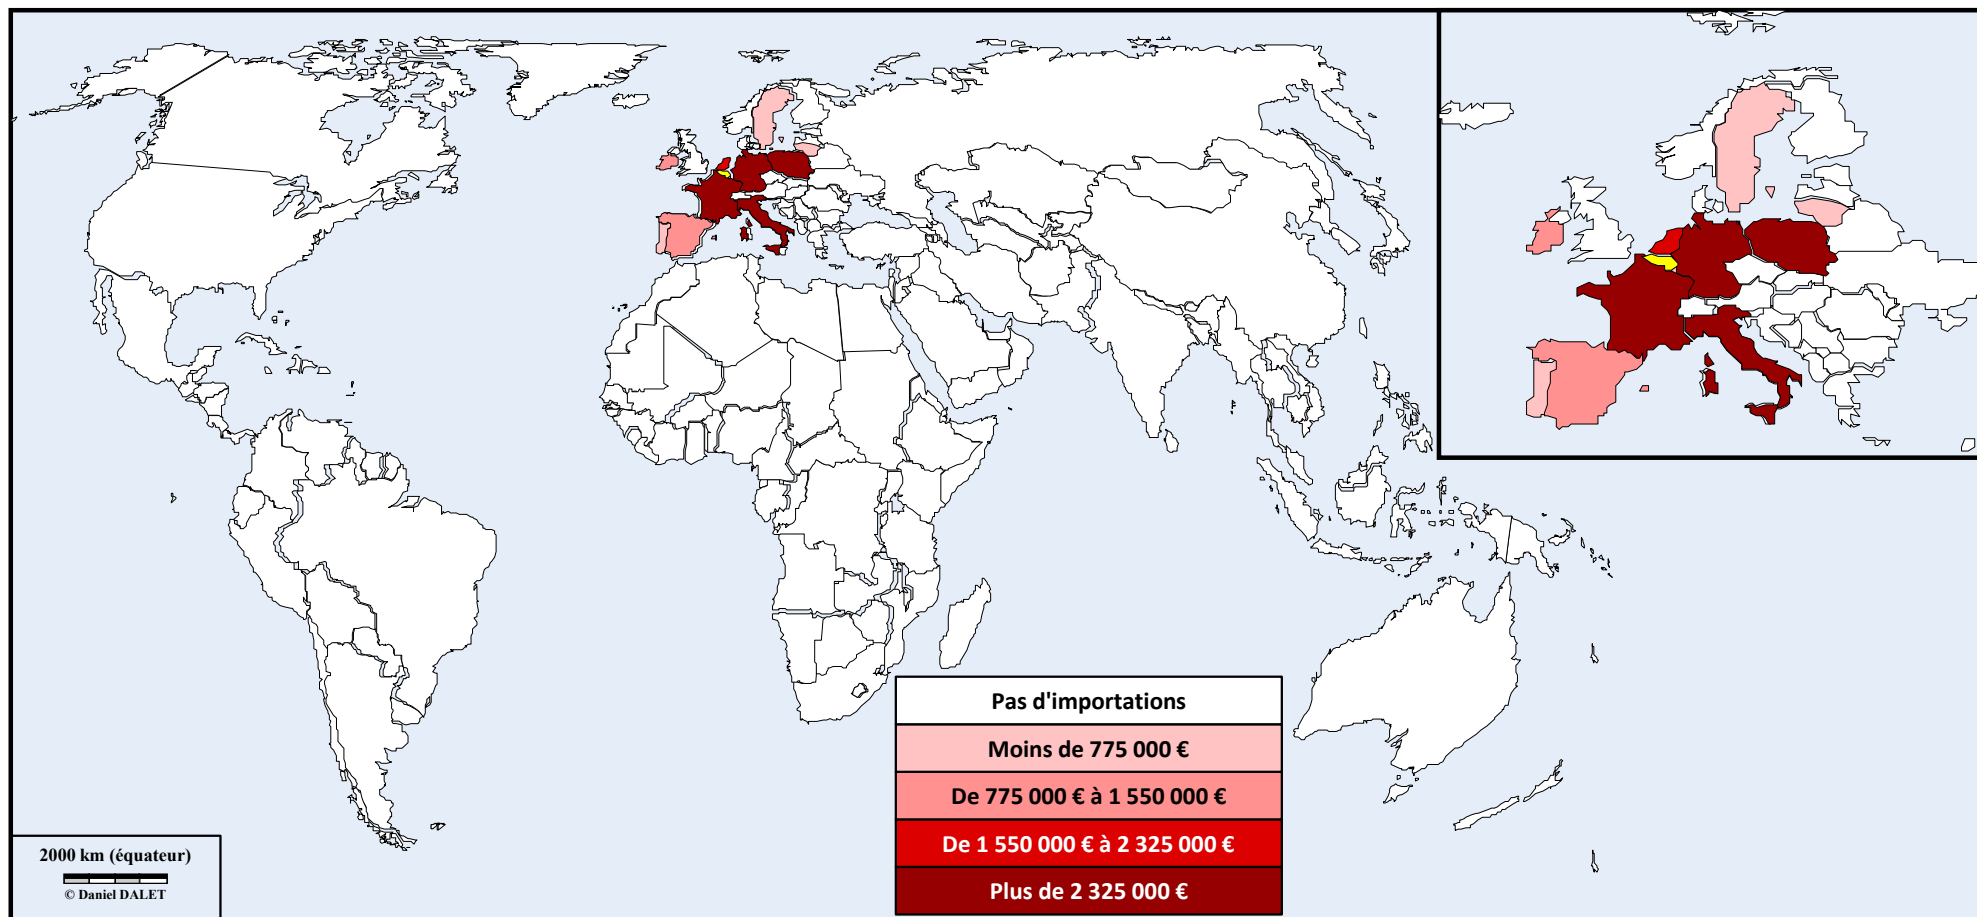 Pas d'importations
Moins de 775 000 €
De 775 000 € à 1 550 000 €
De 1 550 000 € à 2 325 000 €
Plus de 2 325 000 €
2000 km (équateur)
© Daniel DALET